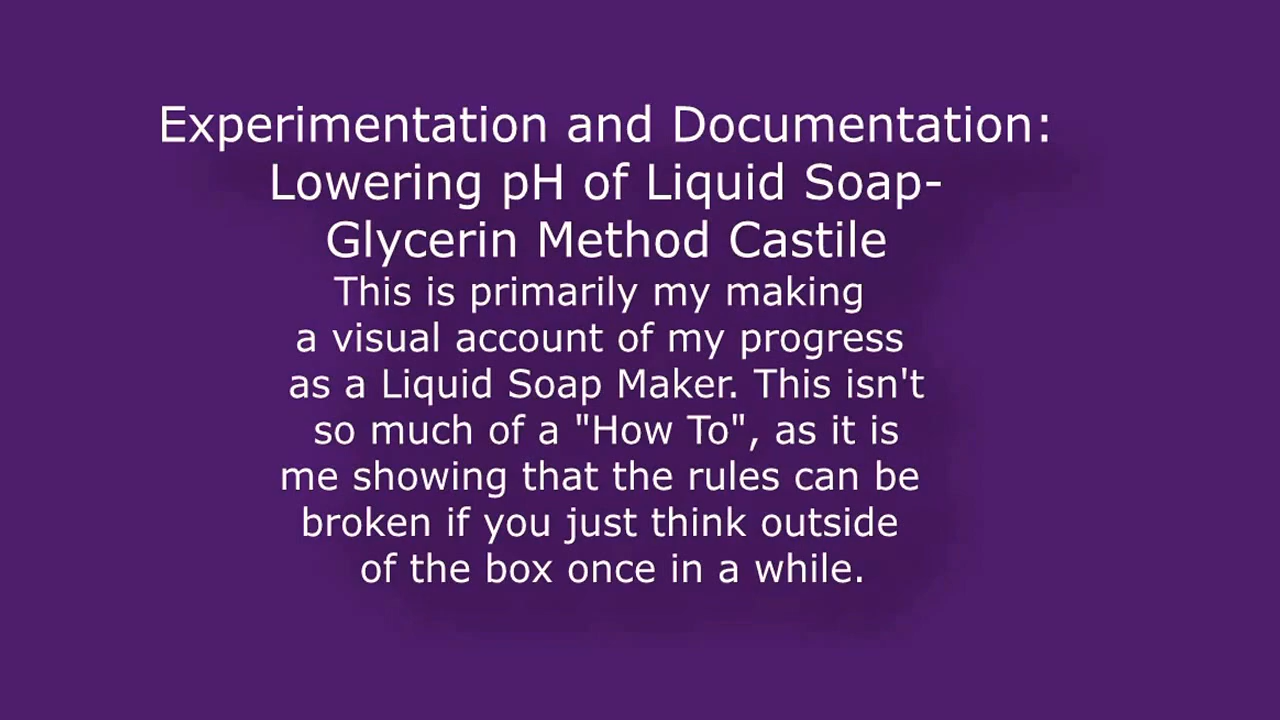 Experimentation and Documentation:
Lowering pH of Liquid Soap-
Glycerin Method Castile
This is primarily my making
a visual account of my progress
as a Liquid Soap Maker. This isn't
so much of a "How To", as it is
me showing that the rules can be
broken if you just think outside
of the box once in a while.